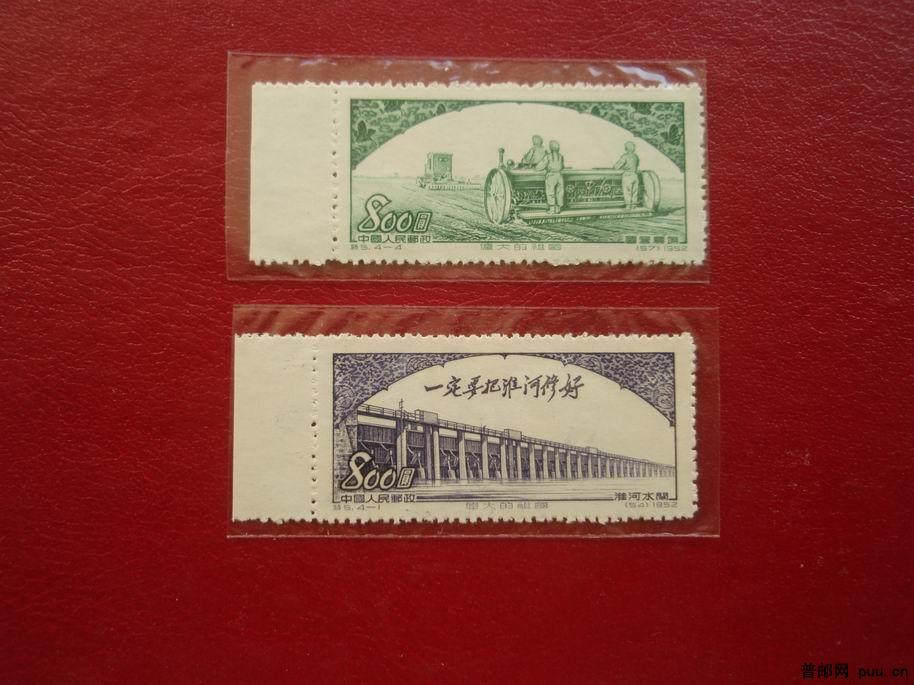 800圓
中國人民郵政
特5.4—4
偉大的祖國
國營農場
(57)1952
一定要把淮河修好
800圓
中國人民郵政
特5.4—1
偉大的祖國
淮河水閘
(54)1952
普邮网 puu.cn